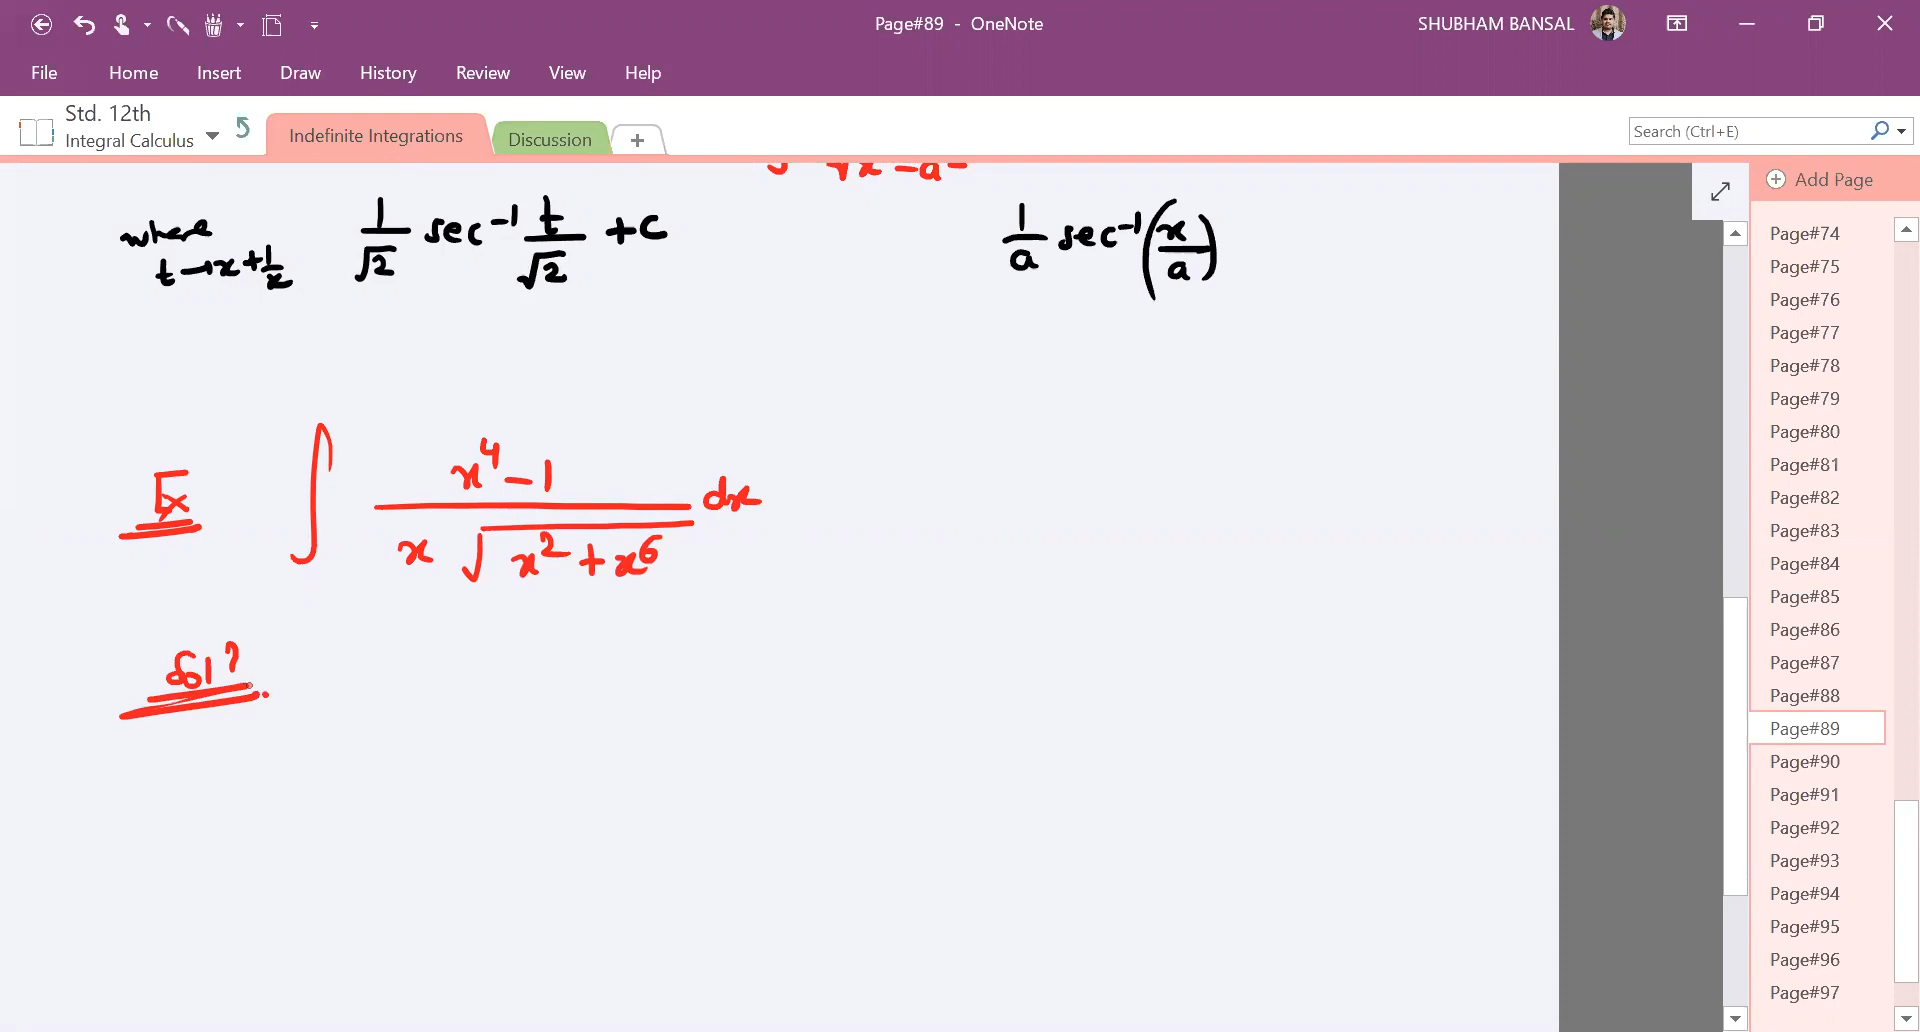 Page#89 - OneNote
SHUBHAM BANSAL
File Home Insert Draw History Review View Help
Std. 12th
Integral Calculus
Indefinite Integrations
Discussion
+
Search (Ctrl+E)
Add Page
where
t → x + 1/x
1/√2 sec⁻¹ t/√2 + c
1/a sec⁻¹(x/a)
Ex ∫ x⁴ - 1 / x √x² + x⁶ dx
Sol?
Page#74
Page#75
Page#76
Page#77
Page#78
Page#79
Page#80
Page#81
Page#82
Page#83
Page#84
Page#85
Page#86
Page#87
Page#88
Page#89
Page#90
Page#91
Page#92
Page#93
Page#94
Page#95
Page#96
Page#97